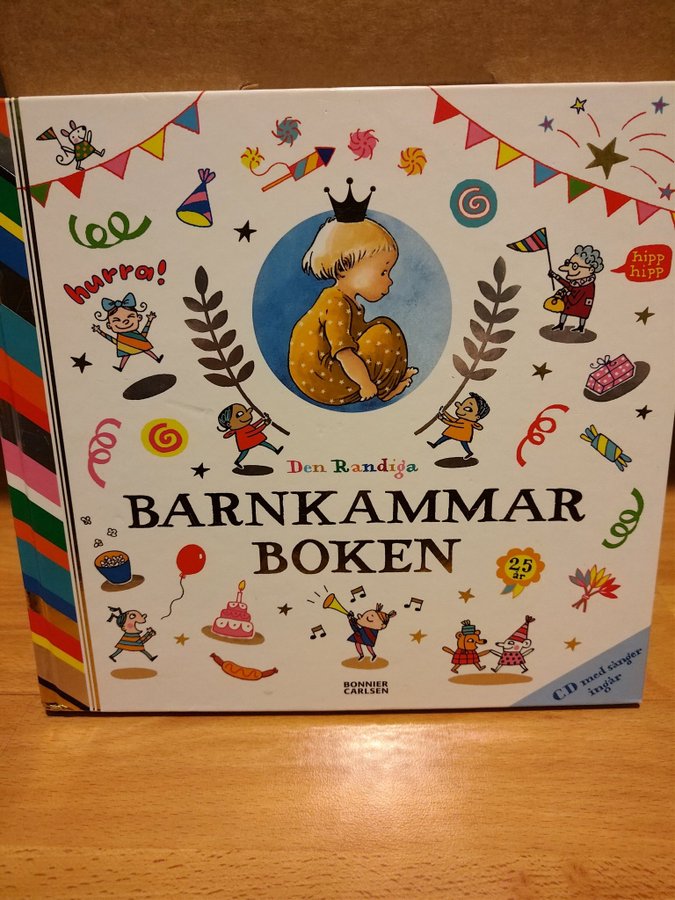 hurra!
hipp
hipp
Den Randiga
BARNKAMMAR
BOKEN
25
år
BONNIER
CARLSEN
CD med sånger
ingår